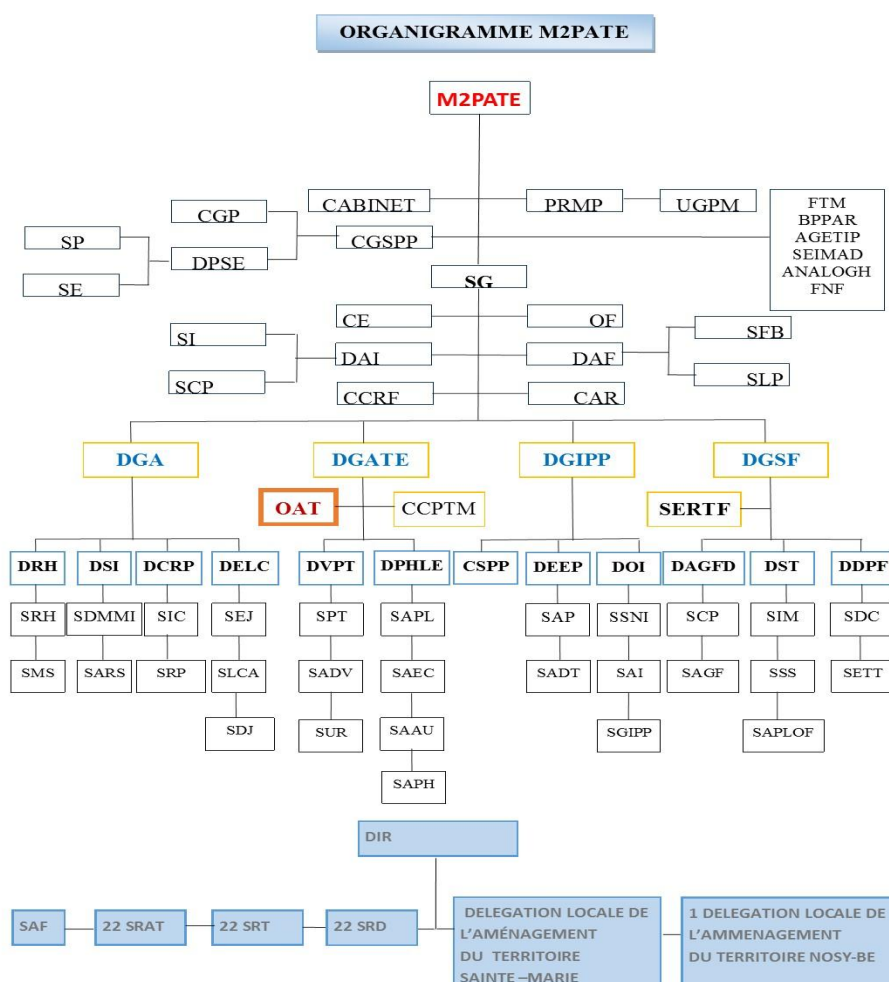 ORGANIGRAMME M2PATE
M2PATE
CABINET
PRMP
UGPM
FTM
BPPAR
AGETIP
SEIMAD
ANALOGH
FNF
CGP
CGSPP
SP
DPSE
SE
SG
CE
OF
SI
SFB
DAI
DAF
SCP
SLP
CCRF
CAR
DGA
DGATE
DGIPP
DGSF
OAT
CCPTM
SERTF
DRH
DSI
DCRP
DELC
DVPT
DPHLE
CSPP
DEEP
DOI
DAGFD
DST
DDPF
SRH
SDMMI
SIC
SEJ
SPT
SAPL
SAP
SSNI
SCP
SIM
SDC
SMS
SARS
SRP
SLCA
SADV
SAEC
SADT
SAI
SAGF
SSS
SETT
SDJ
SUR
SAAU
SGIPP
SAPLOF
SAPH
DIR
SAF
22 SRAT
22 SRT
22 SRD
DELEGATION LOCALE DE
L'AMÉNAGEMENT
DU TERRITOIRE
SAINTE –MARIE
1 DELEGATION LOCALE DE
L'AMMENAGEMENT
DU TERRITOIRE NOSY-BE